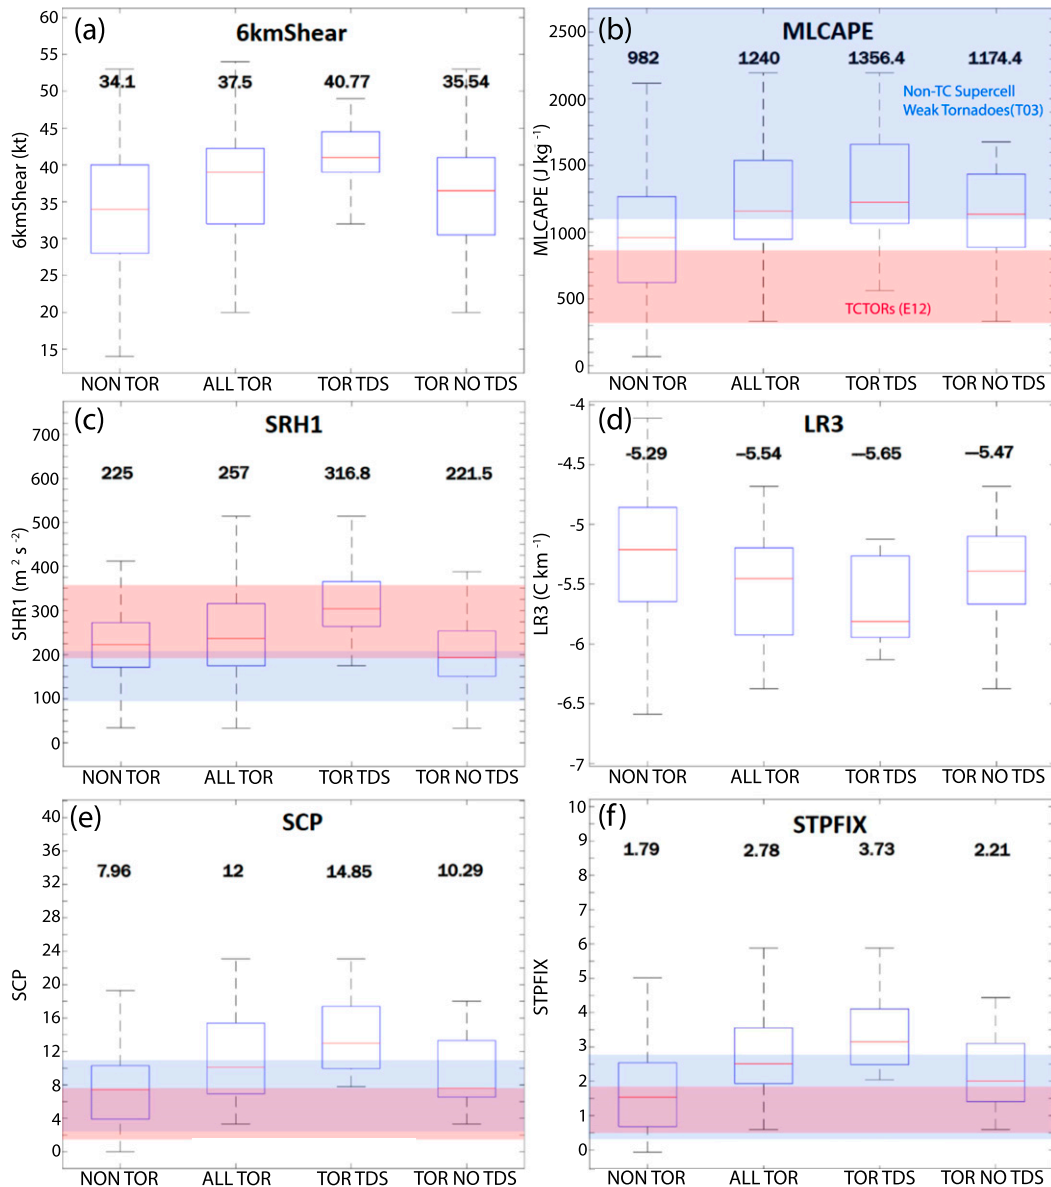 (a)
6kmShear
34.1 37.5 40.77 35.54
6kmShear (kt)
60
55
50
45
40
35
30
25
20
15
NON TOR ALL TOR TOR TDS TOR NO TDS
(b)
MLCAPE
982 1240 1356.4 1174.4
Non-TC Supercell
Weak Tornadoes(T03)
TCTORs (E12)
MLCAPE (J kg -1)
2500
2000
1500
1000
500
0
NON TOR ALL TOR TOR TDS TOR NO TDS
(c)
SRH1
225 257 316.8 221.5
SHR1 (m 2 s -2)
700
600
500
400
300
200
100
0
NON TOR ALL TOR TOR TDS TOR NO TDS
(d)
LR3
-5.29 –5.54 —5.65 —5.47
LR3 (C km -1)
-4
-4.5
-5
-5.5
-6
-6.5
-7
NON TOR ALL TOR TOR TDS TOR NO TDS
(e)
SCP
7.96 12 14.85 10.29
SCP
40
36
32
28
24
20
16
12
8
4
0
NON TOR ALL TOR TOR TDS TOR NO TDS
(f)
STPFIX
1.79 2.78 3.73 2.21
STPFIX
10
9
8
7
6
5
4
3
2
1
0
NON TOR ALL TOR TOR TDS TOR NO TDS